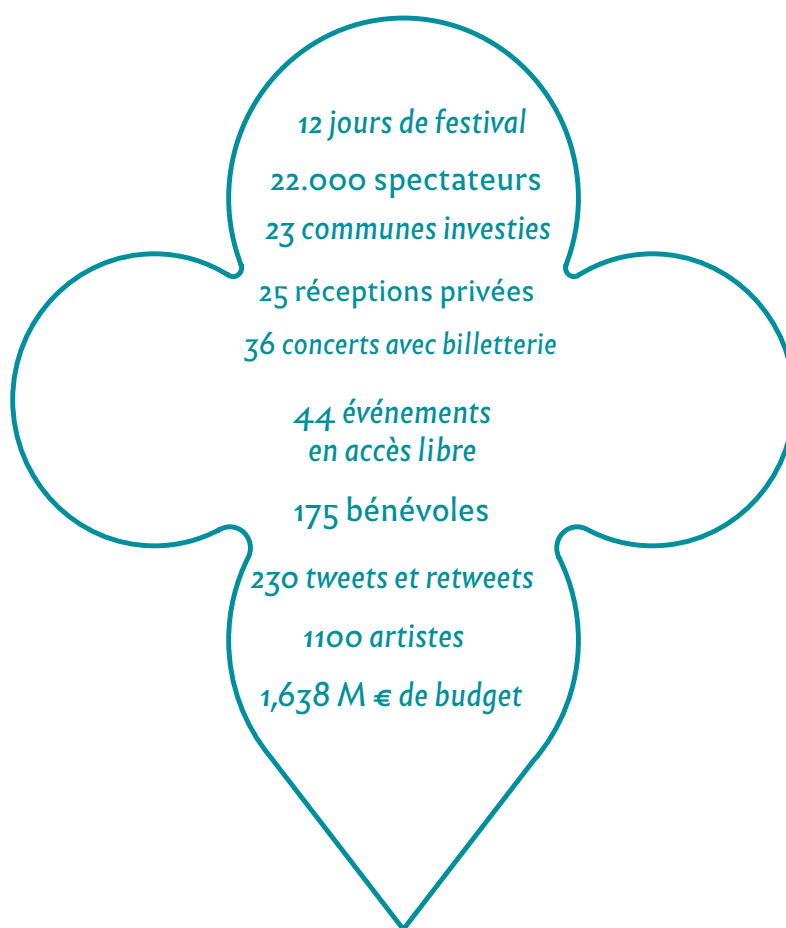 12 jours de festival
22.000 spectateurs
23 communes investies
25 réceptions privées
36 concerts avec billetterie
44 événements
en accès libre
175 bénévoles
230 tweets et retweets
1100 artistes
1,638 M € de budget